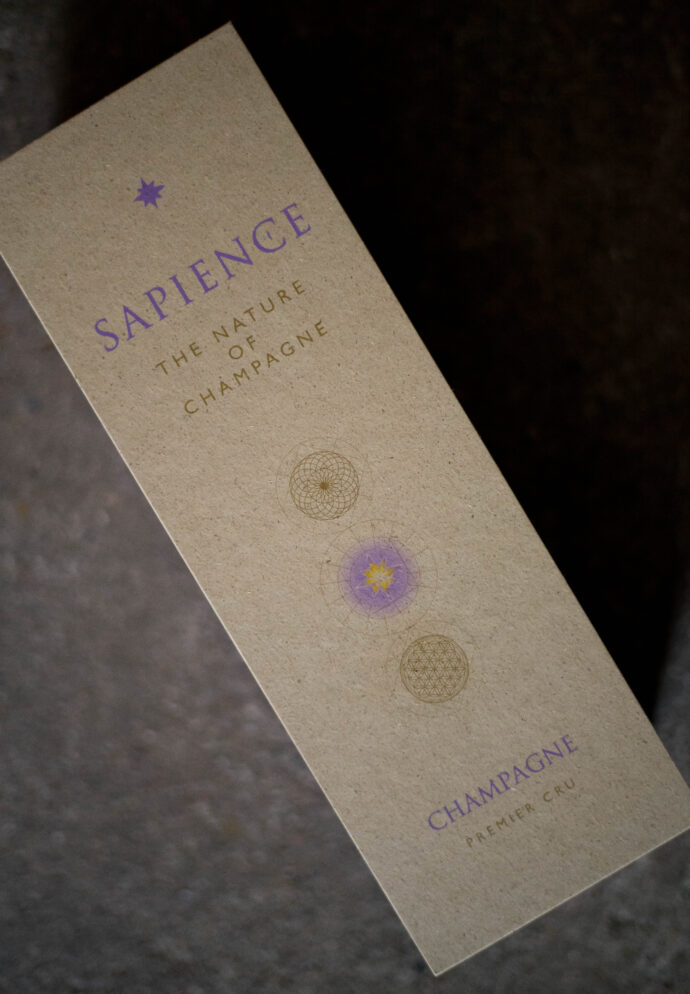 SAPIENCE
THE NATURE
OF
CHAMPAGNE
CHAMPAGNE
PREMIER CRU